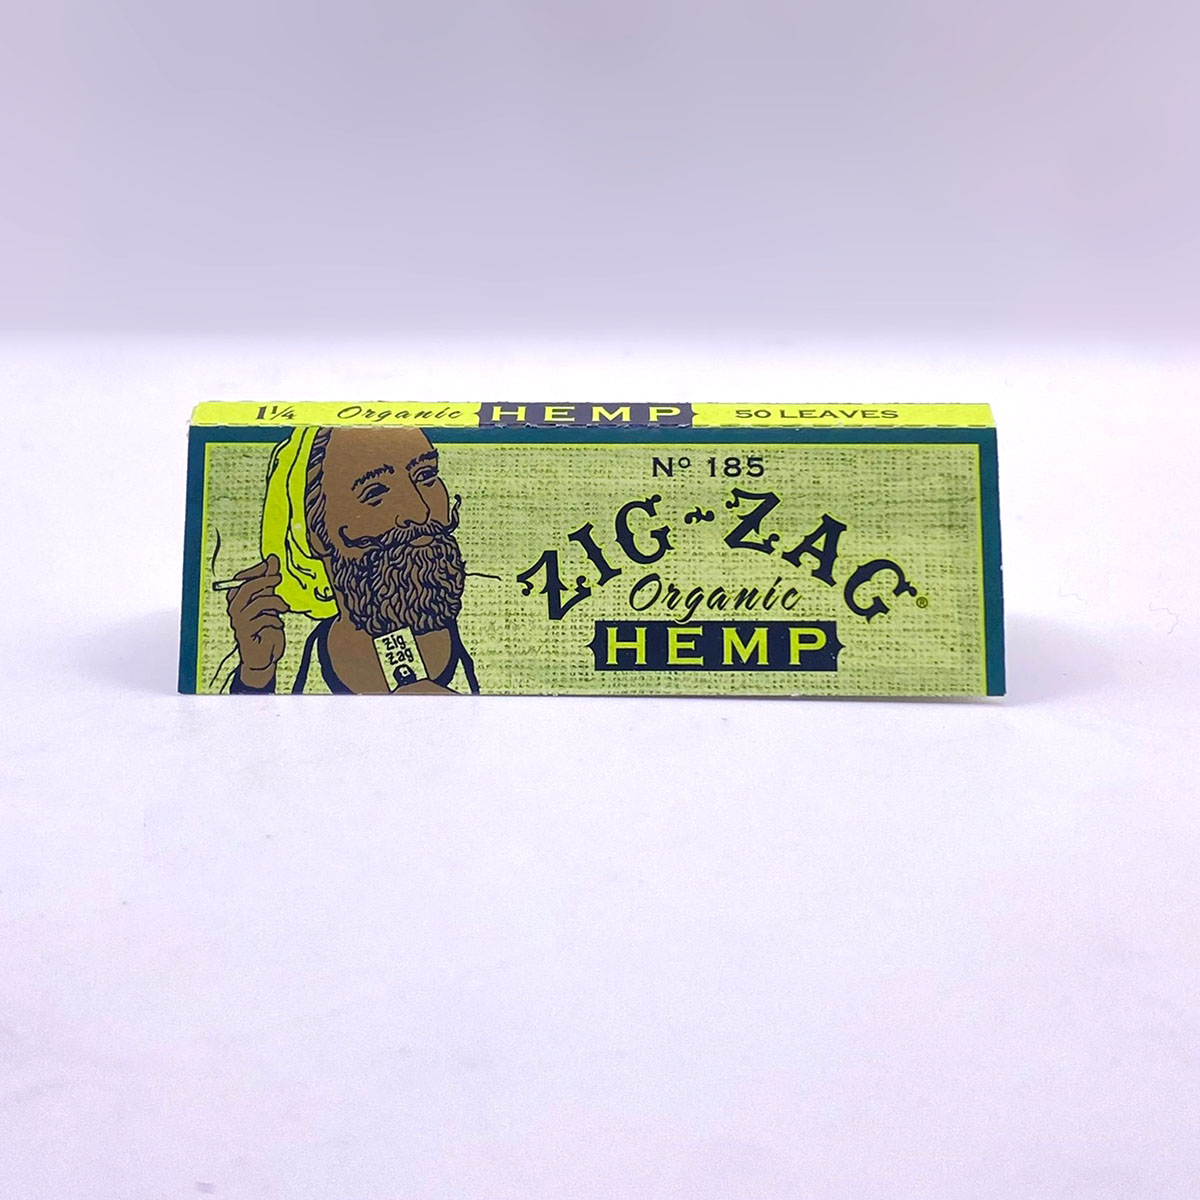 1¼ Organic HEMP 50 LEAVES
Nº 185
ZIG-ZAG®
Organic
HEMP
Zig
Zag